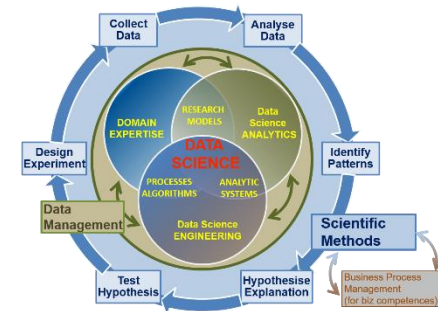 Collect
Data
Analyse
Data
DOMAIN
EXPERTISE
RESEARCH
MODELS
Data
Science
ANALYTICS
DATA
SCIENCE
Design
Experiment
Identify
Patterns
PROCESSES
ALGORITHMS
ANALYTIC
SYSTEMS
Data
Management
Data Science
ENGINEERING
Scientific
Methods
Test
Hypothesis
Hypothesise
Explanation
Business Process
Management
(for biz competences)